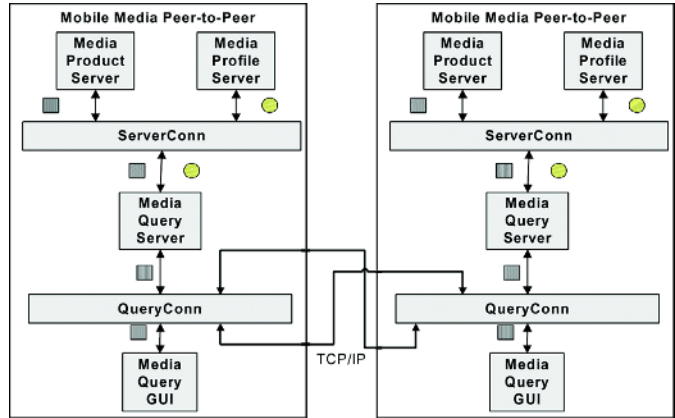 Mobile Media Peer-to-Peer
Media
Product
Server
Media
Profile
Server
ServerConn
Media
Query
Server
QueryConn
Media
Query
GUI
TCP/IP
Mobile Media Peer-to-Peer
Media
Product
Server
Media
Profile
Server
ServerConn
Media
Query
Server
QueryConn
Media
Query
GUI